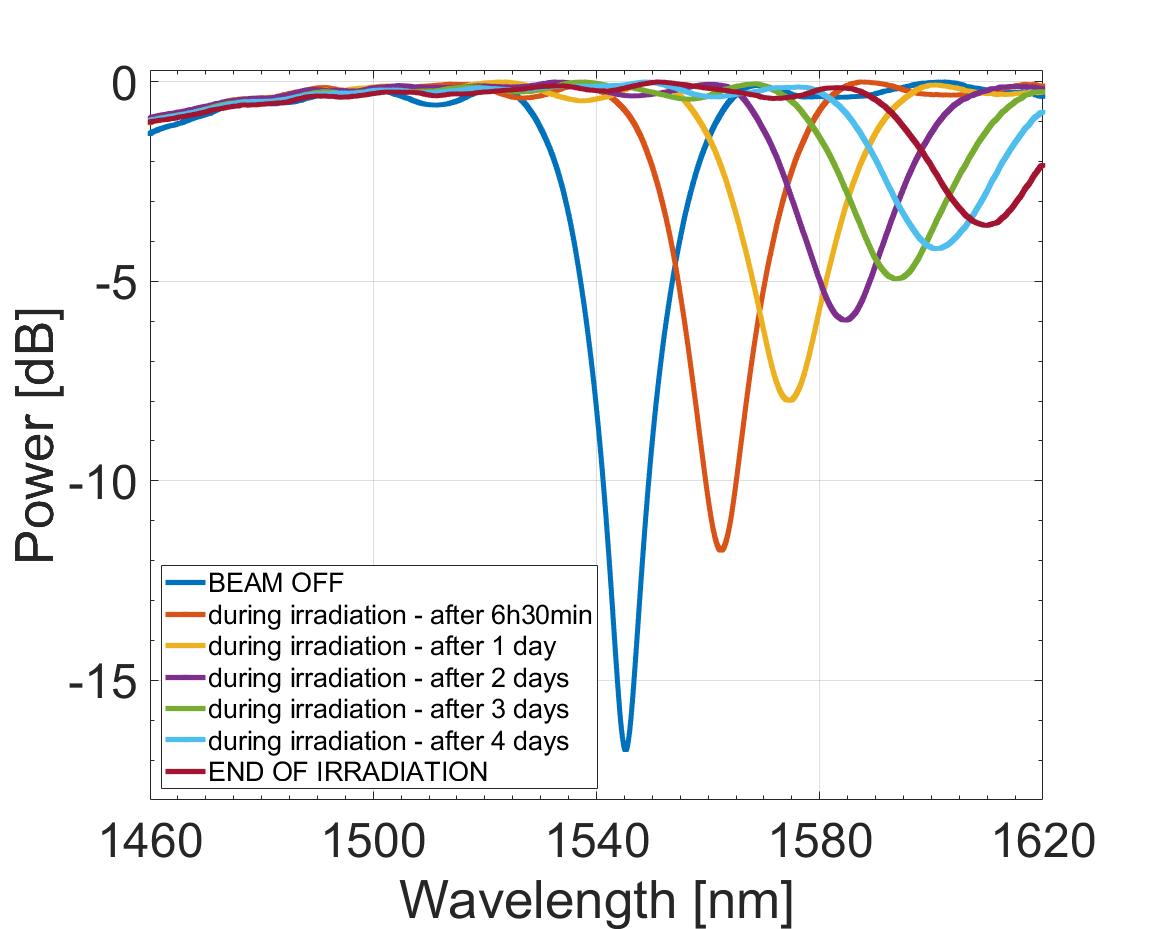 0
-5
-10
-15
Power [dB]
BEAM OFF
during irradiation - after 6h30min
during irradiation - after 1 day
during irradiation - after 2 days
during irradiation - after 3 days
during irradiation - after 4 days
END OF IRRADIATION
1460 1500 1540 1580 1620
Wavelength [nm]